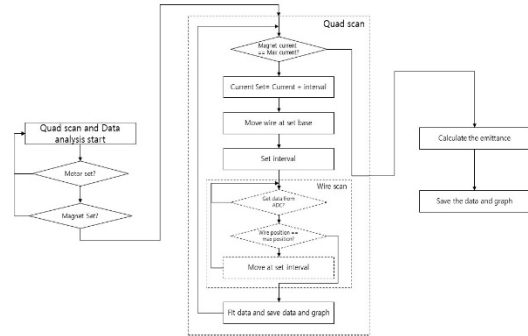 Quad scan
Magnet current
== Max current?
Current Set= Current + interval
Move wire at set base
Set interval
Wire scan
Get data from
ADC?
Wire position ==
max position?
Move at set interval
Fit data and save data and graph
Quad scan and Data
analysis start
Motor set?
Magnet Set?
Calculate the emittance
Save the data and graph